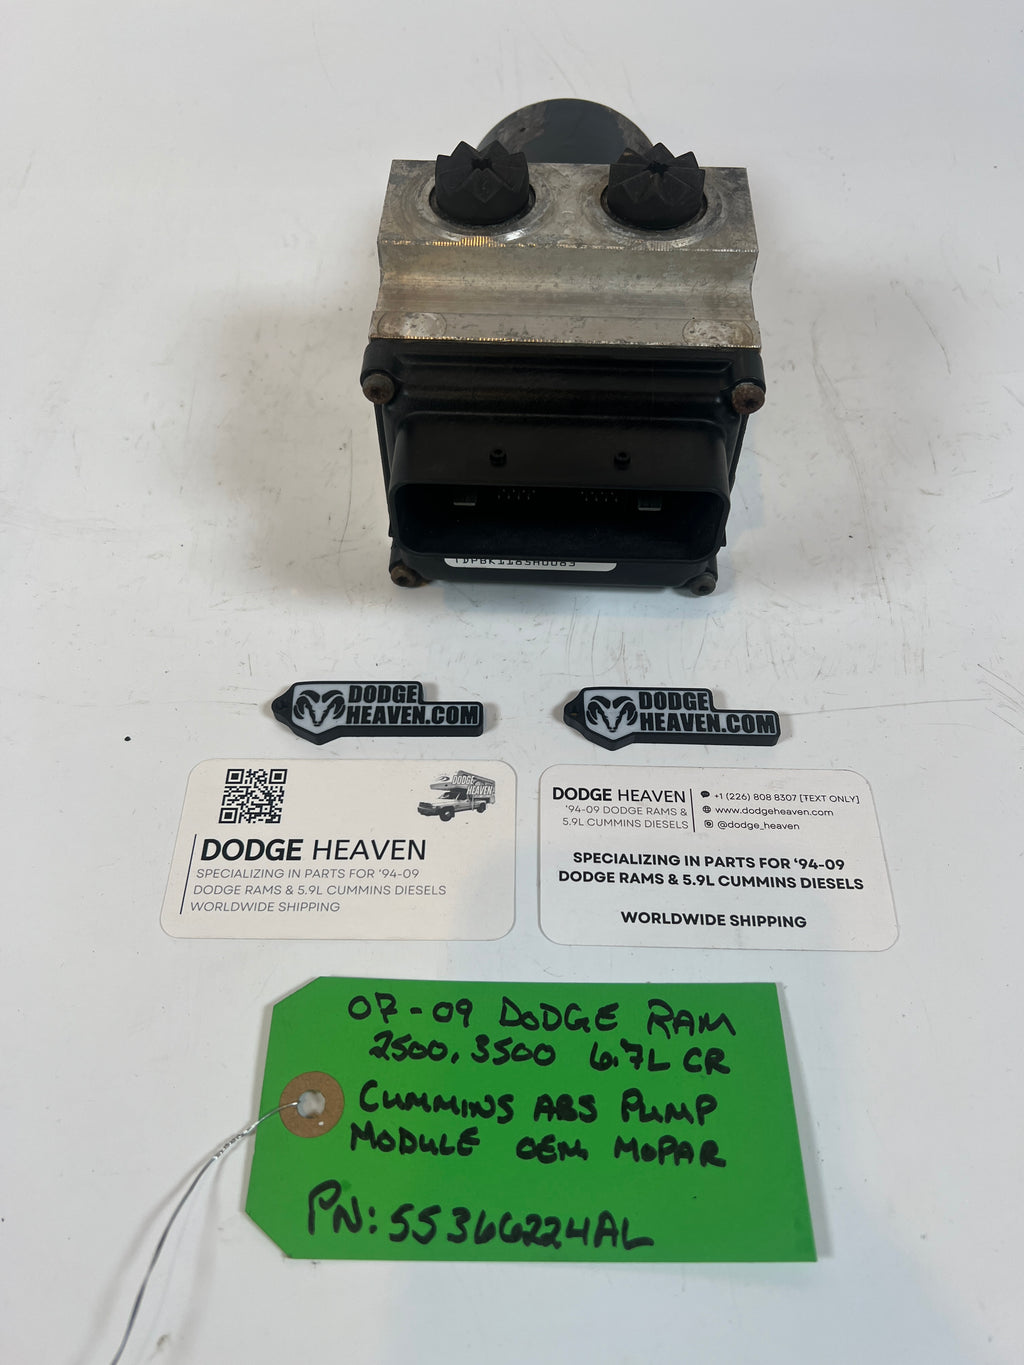 TDPBK1185A0083
DODGE
HEAVEN.COM
DODGE
HEAVEN.COM
DODGE
HEAVEN
DODGE HEAVEN
SPECIALIZING IN PARTS FOR '94-09
DODGE RAMS & 5.9L CUMMINS DIESELS
WORLDWIDE SHIPPING
DODGE HEAVEN
'94-09 DODGE RAMS &
5.9L CUMMINS DIESELS
+1 (226) 808 8307 [TEXT ONLY]
www.dodgeheaven.com
@dodge_heaven
SPECIALIZING IN PARTS FOR '94-09
DODGE RAMS & 5.9L CUMMINS DIESELS
WORLDWIDE SHIPPING
07-09 DODGE RAM
2500, 3500 6.7L CR
CUMMINS ABS PUMP
MODULE OEM MOPAR
PN: 55366224AL